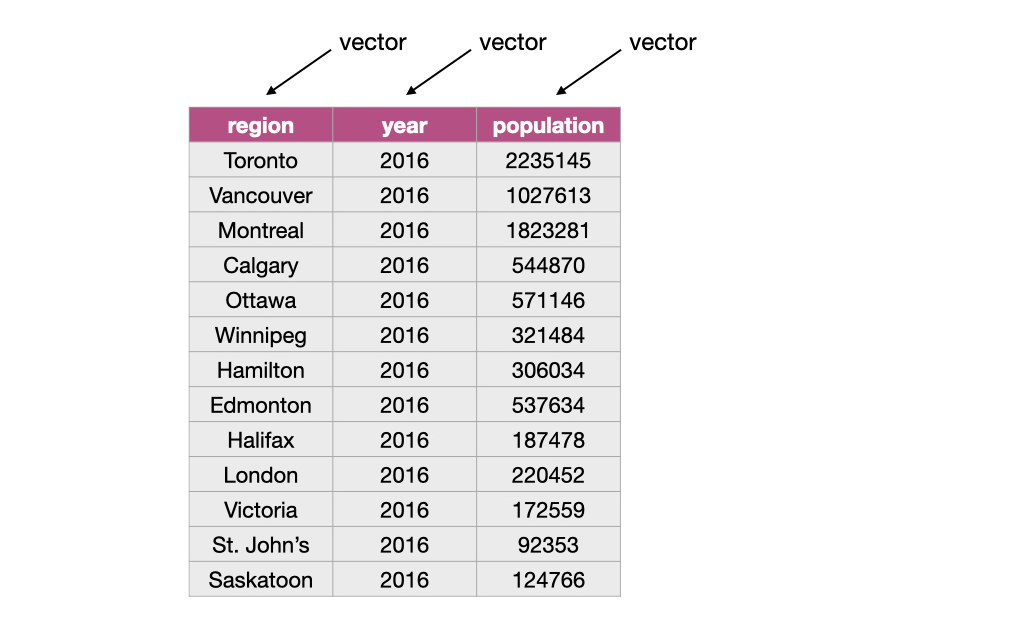 vector vector vector
region year population
Toronto 2016 2235145
Vancouver 2016 1027613
Montreal 2016 1823281
Calgary 2016 544870
Ottawa 2016 571146
Winnipeg 2016 321484
Hamilton 2016 306034
Edmonton 2016 537634
Halifax 2016 187478
London 2016 220452
Victoria 2016 172559
St. John’s 2016 92353
Saskatoon 2016 124766